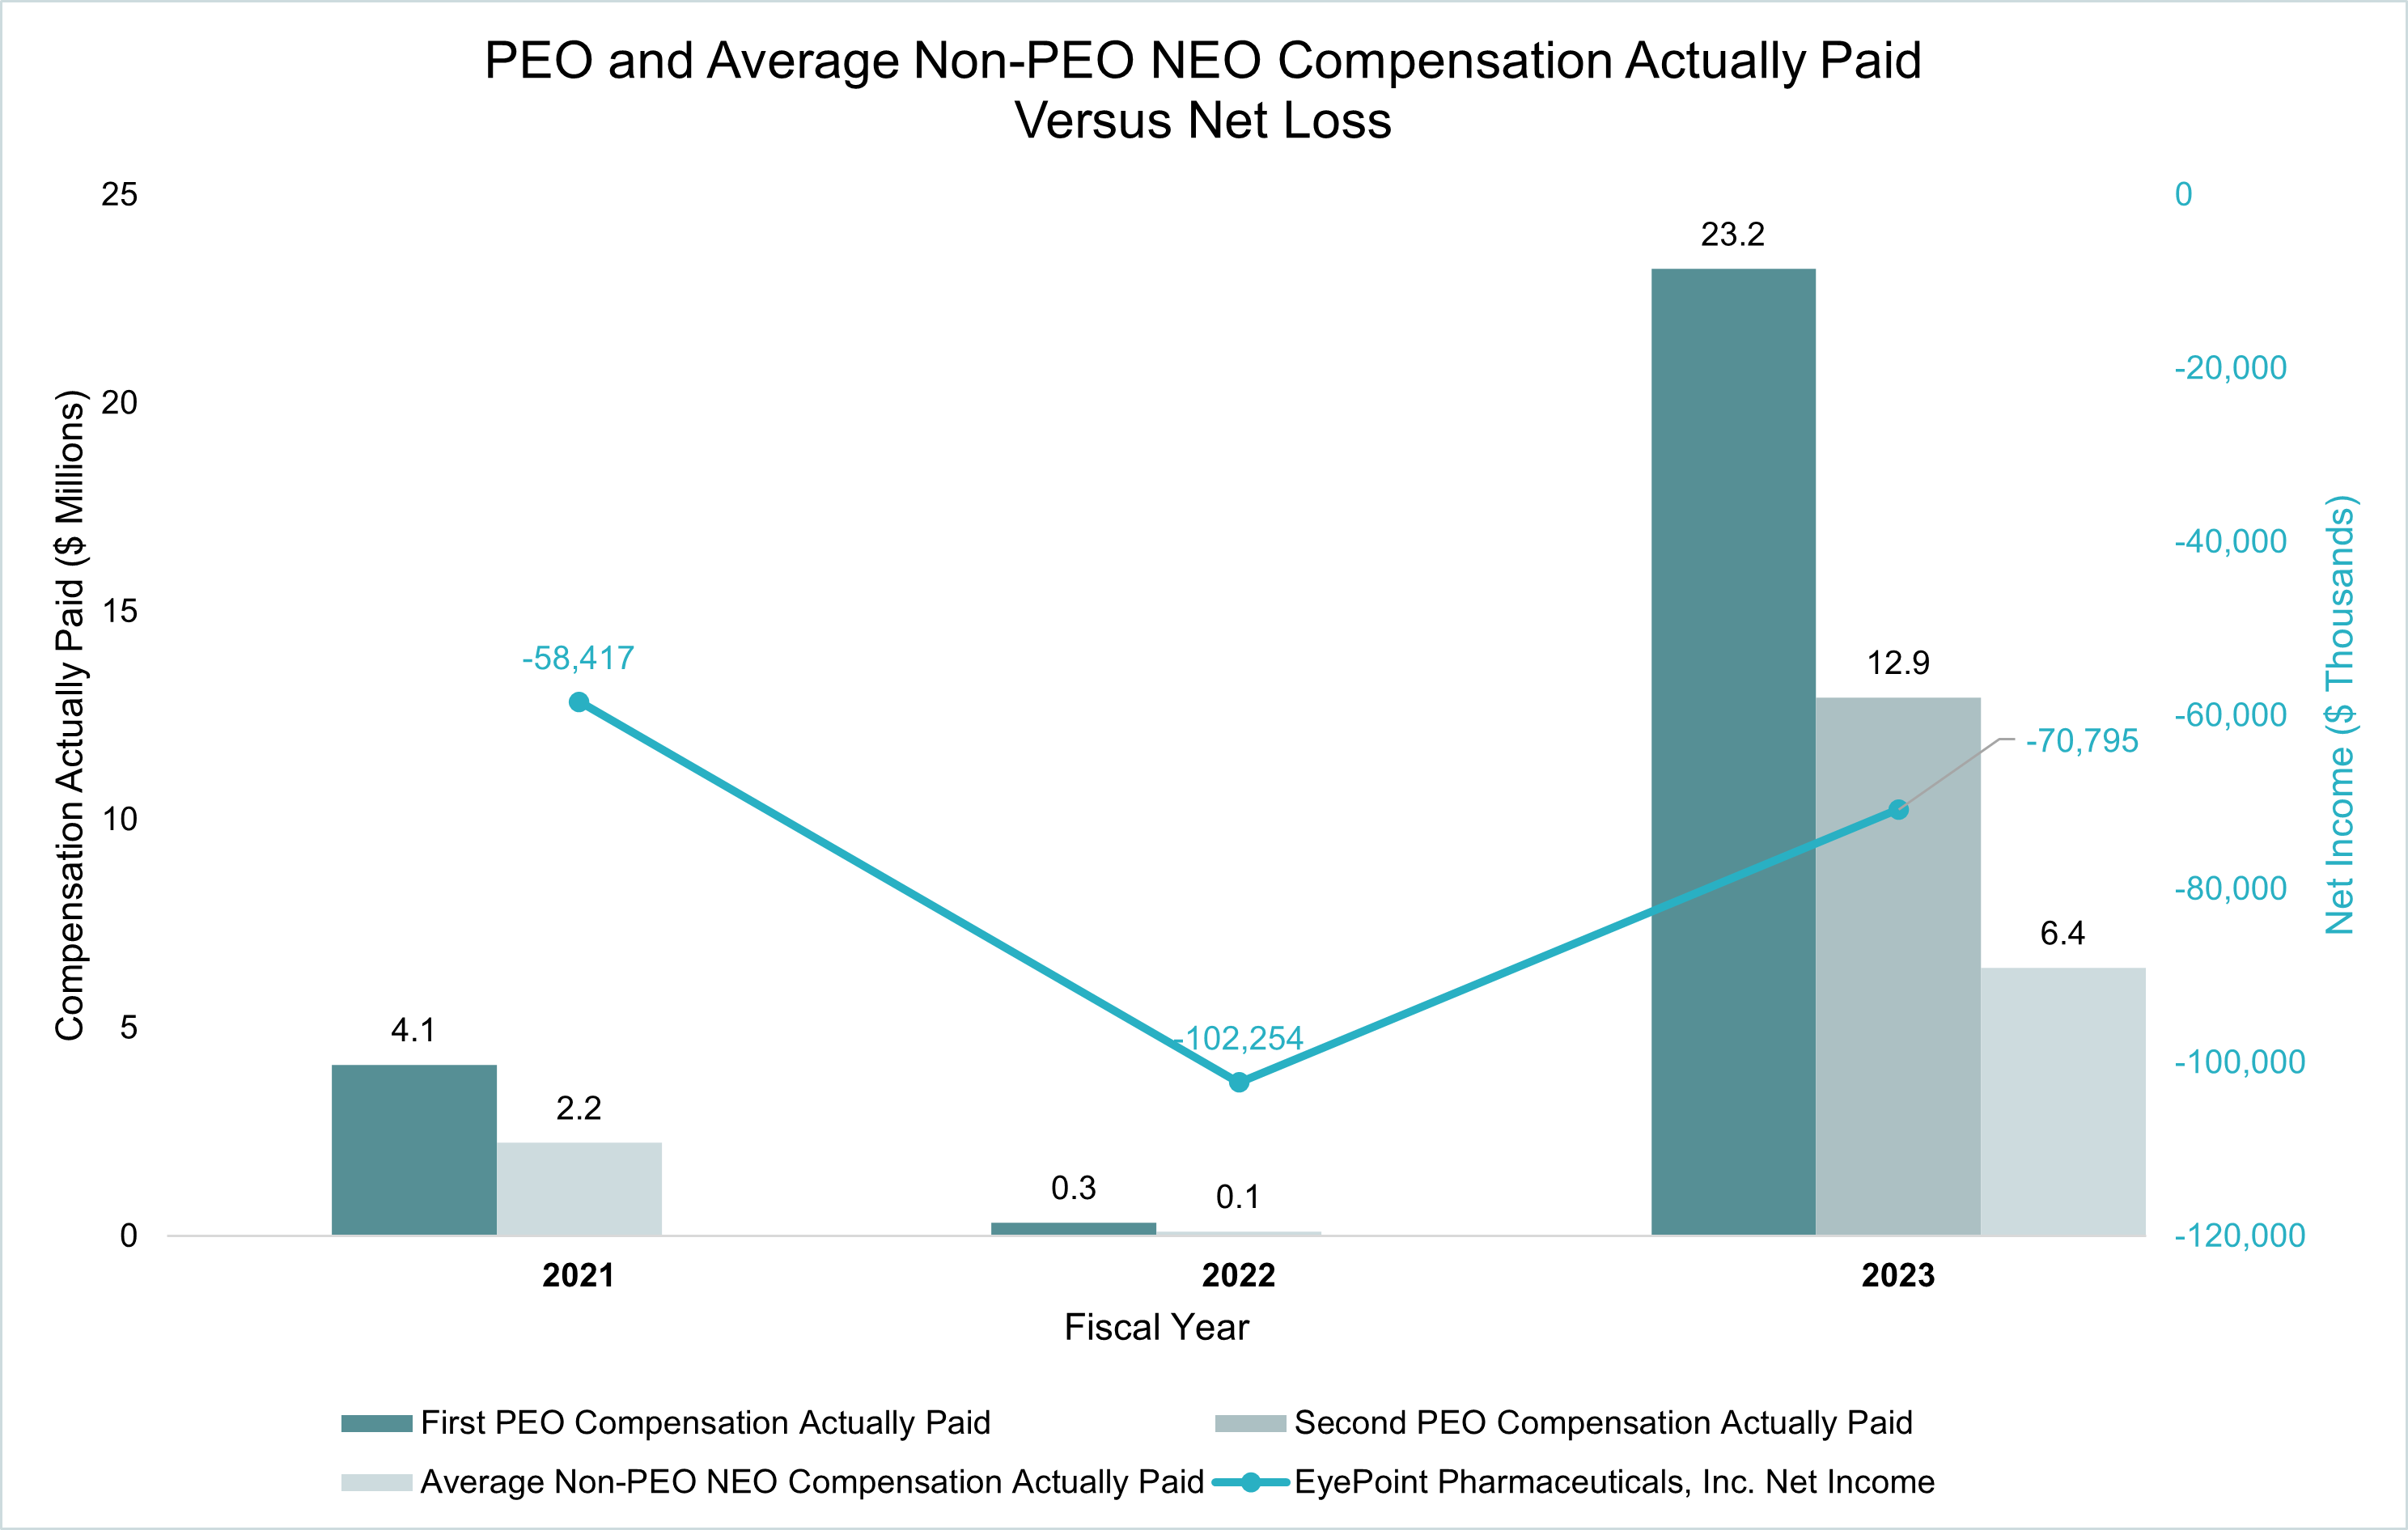 PEO and Average Non-PEO NEO Compensation Actually Paid
Versus Net Loss
Compensation Actually Paid ($ Millions)
25
20
15
10
5
0
0
-20,000
-40,000
-60,000
-80,000
-100,000
-120,000
Net Income ($ Thousands)
23.2
12.9
6.4
-58,417
-70,795
-102,254
4.1
2.2
0.3
0.1
2021
2022
2023
Fiscal Year
First PEO Compensation Actually Paid
Second PEO Compensation Actually Paid
Average Non-PEO NEO Compensation Actually Paid
EyePoint Pharmaceuticals, Inc. Net Income